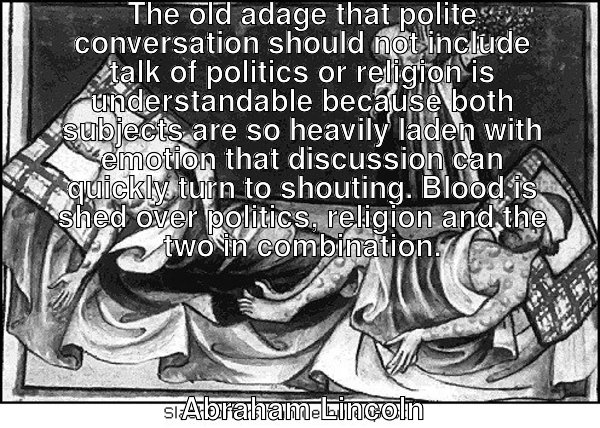 The old adage that polite
conversation should not include
talk of politics or religion is
understandable because both
subjects are so heavily laden with
emotion that discussion can
quickly turn to shouting. Blood is
shed over politics, religion and the
two in combination.
Abraham Lincoln